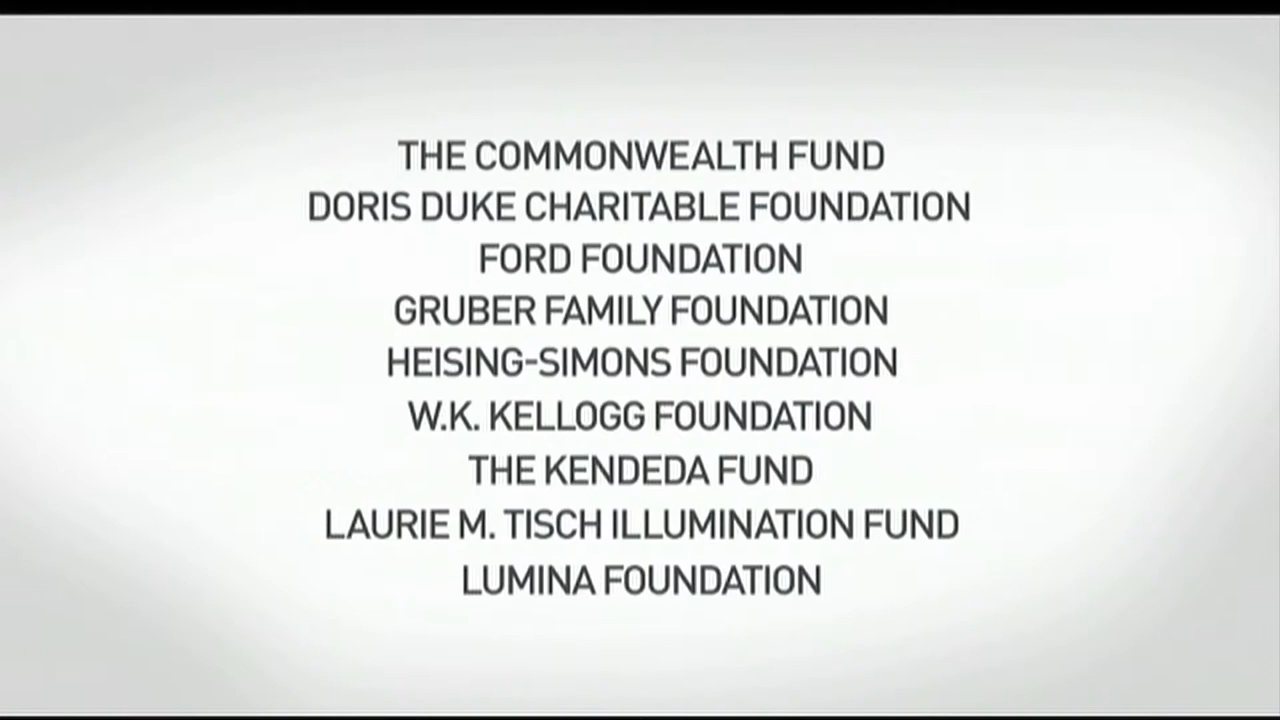 THE COMMONWEALTH FUND
DORIS DUKE CHARITABLE FOUNDATION
FORD FOUNDATION
GRUBER FAMILY FOUNDATION
HEISING-SIMONS FOUNDATION
W.K. KELLOGG FOUNDATION
THE KENDEDA FUND
LAURIE M. TISCH ILLUMINATION FUND
LUMINA FOUNDATION